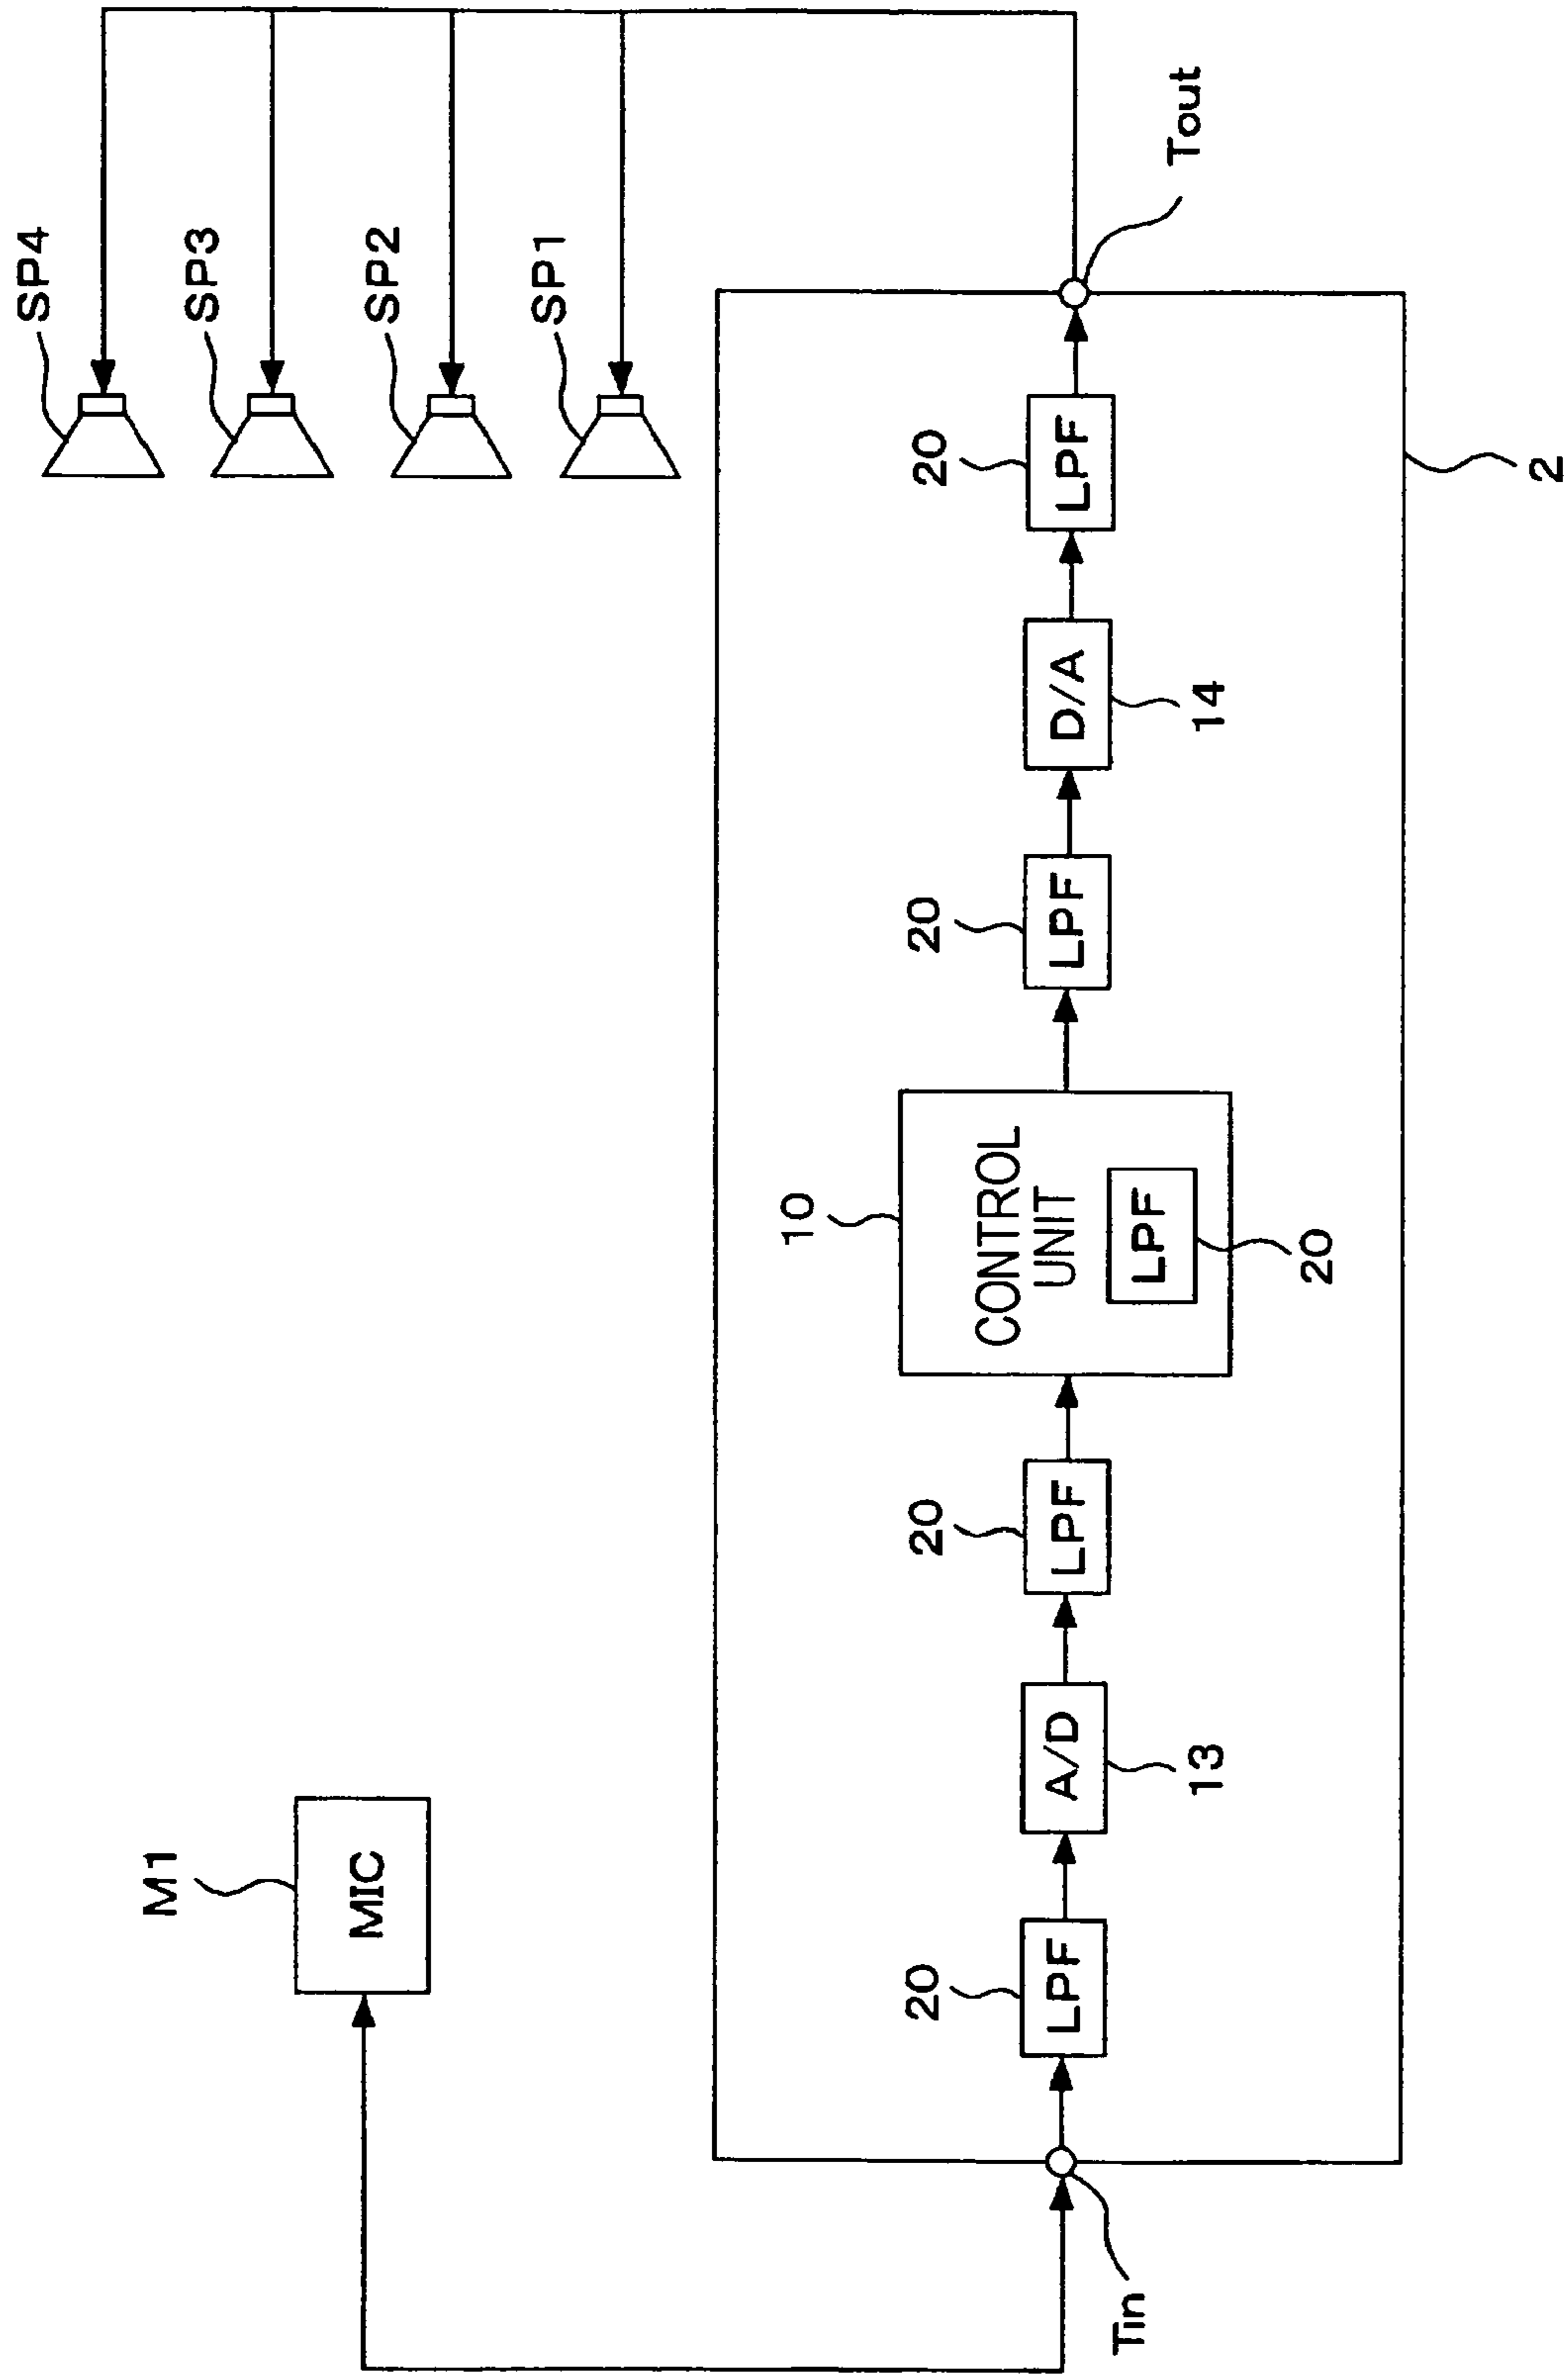 SP4
SP3
SP2
SP1
M1
MIC
Tin
20
LPF
A/D
13
20
LPF
10
CONTROL
UNIT
LPF
20
20
LPF
D/A
14
20
LPF
Tout
2